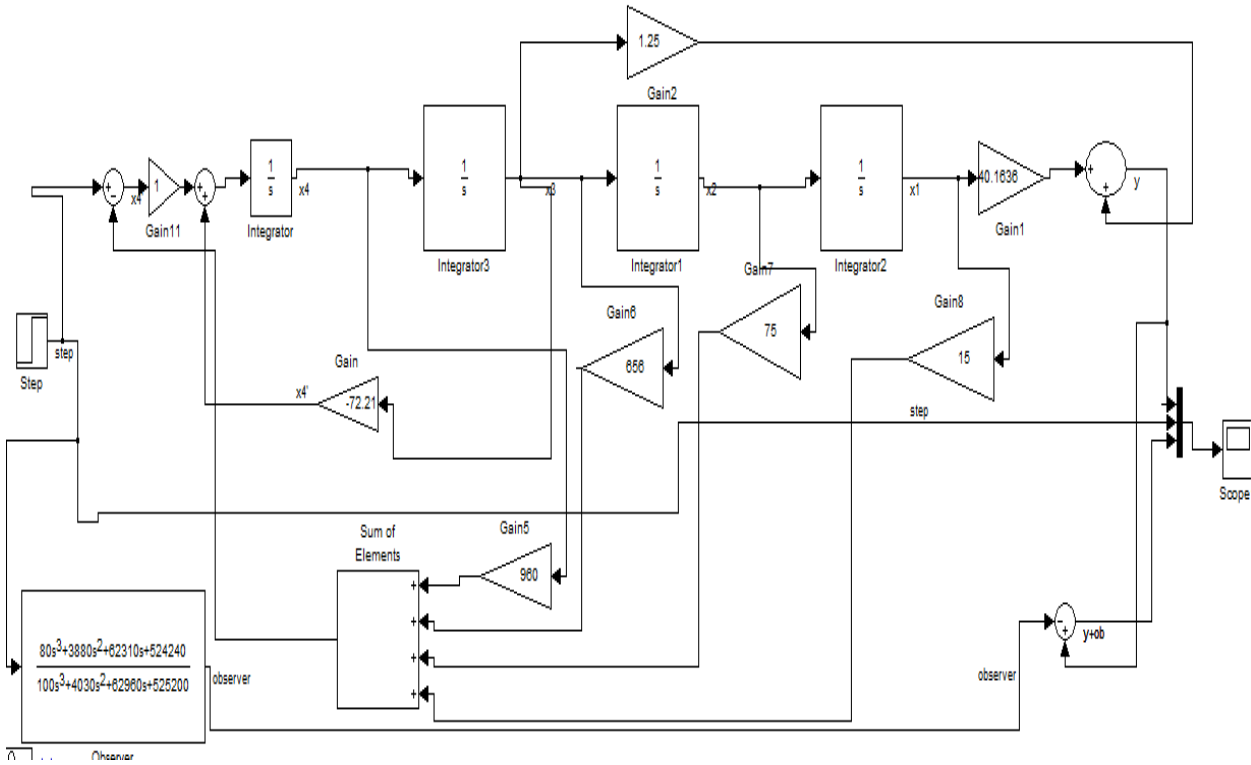 1.25
Gain2
1
s
x4
Integrator
1
s
x3
Integrator3
1
s
x2
Integrator1
1
s
x1
Integrator2
40.1636
Gain1
y
x4'
1
Gain11
Gain7
75
Gain8
15
Gain6
656
Step
step
Gain
-72.21
x4'
step
Scope
Gain5
960
Sum of
Elements
+
+
+
+
80s3+3880s2+62310s+524240
100s3+4030s2+62960s+525200
observer
Observer
observer
y+ob